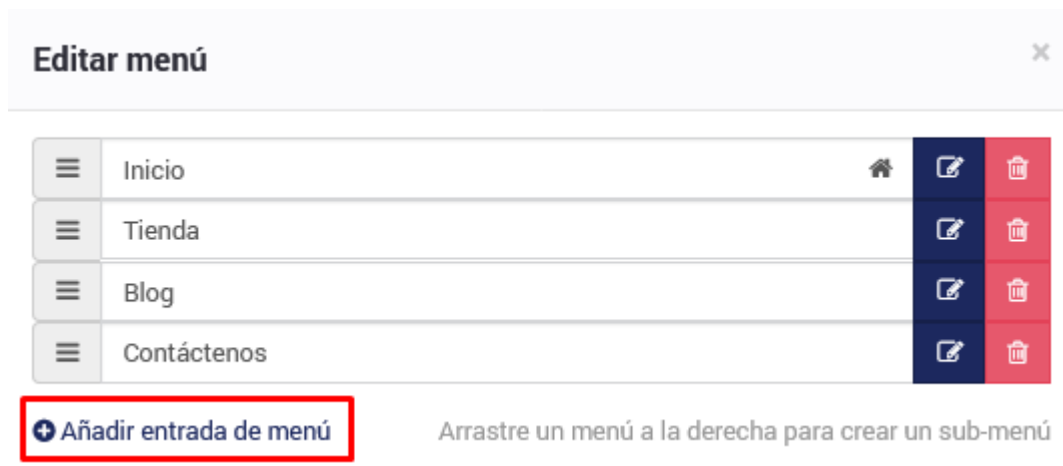 Editar menú
Inicio
Tienda
Blog
Contáctenos
Añadir entrada de menú
Arrastre un menú a la derecha para crear un sub-menú